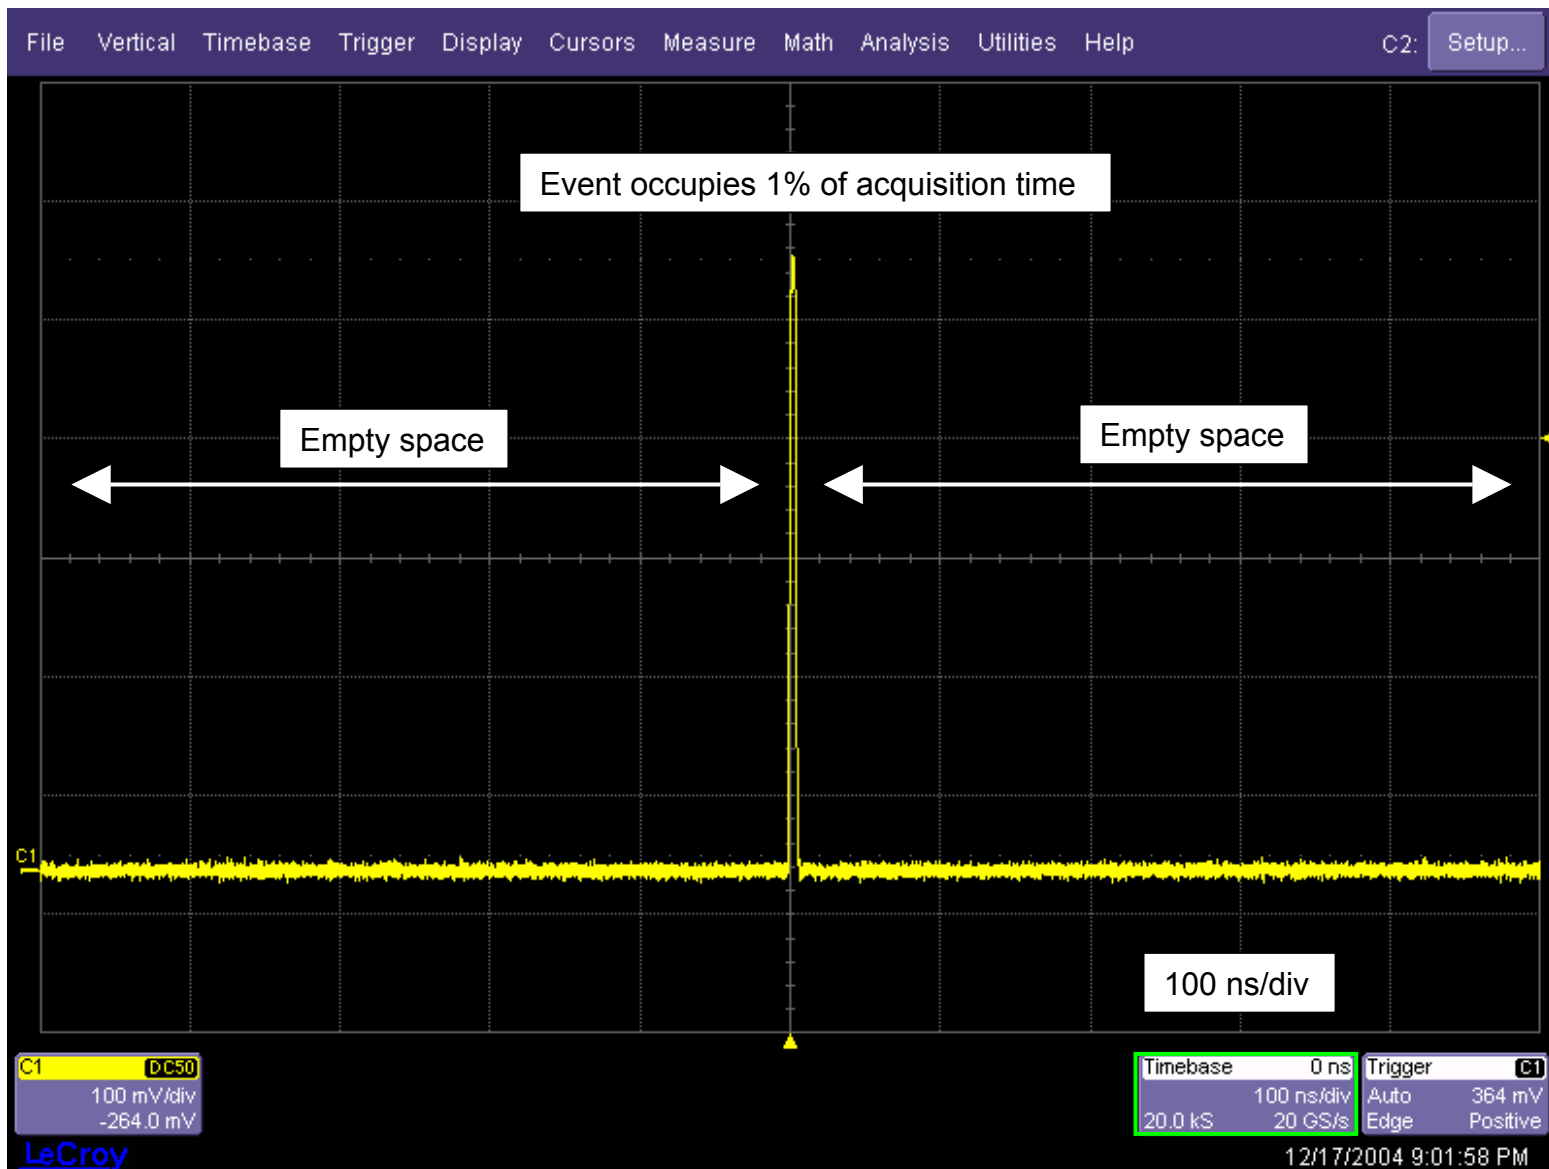 File Vertical Timebase Trigger Display Cursors Measure Math Analysis Utilities Help C2: Setup...
Event occupies 1% of acquisition time
Empty space Empty space
C1
100 ns/div
C1 DC50
100 mV/div
-264.0 mV
Timebase 0 ns
100 ns/div
20.0 kS 20 GS/s
Trigger C1
Auto 364 mV
Edge Positive
LeCroy
12/17/2004 9:01:58 PM